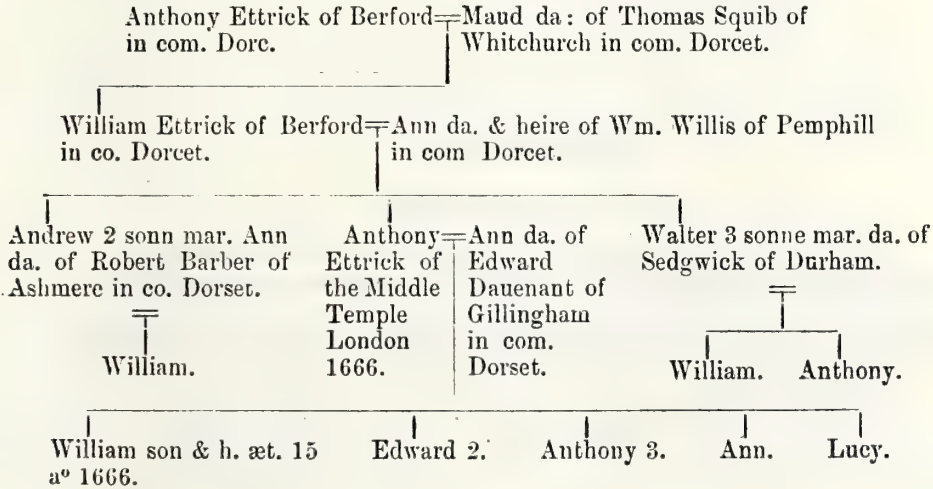 Anthony Ettrick of Berford
in com. Dorc.
Maud da: of Thomas Squib of
Whitchurch in com. Dorcet.
William Ettrick of Berford
in co. Dorcet.
Ann da. & heire of Wm. Willis of Pemphill
in com Dorcet.
Andrew 2 sonn mar. Ann
da. of Robert Barber of
Ashmere in co. Dorset.
William.
Anthony
Ettrick of
the Middle
Temple
London
1666.
Ann da. of
Edward
Dauenant of
Gillingham
in com.
Dorset.
Walter 3 sonne mar. da. of
Sedgwick of Durham.
William. Anthony.
William son & h. æt. 15
aº 1666.
Edward 2.
Anthony 3.
Ann.
Lucy.